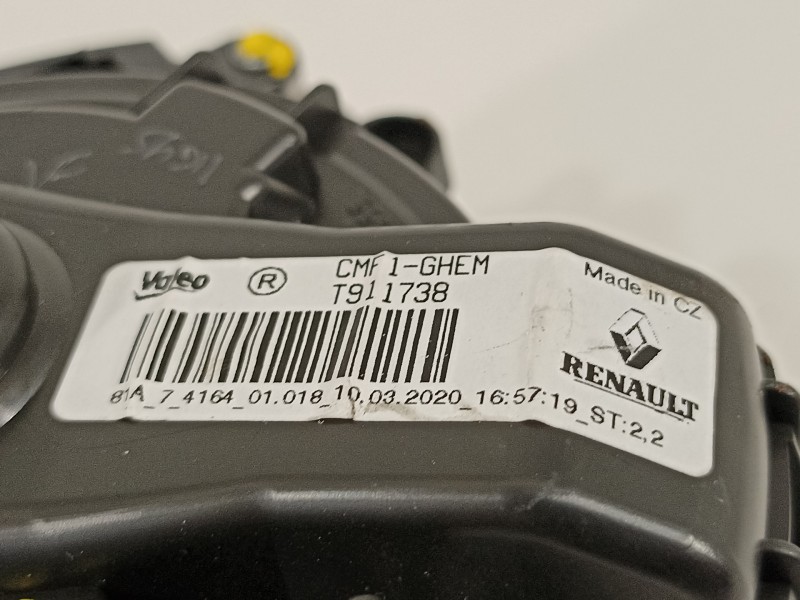 Valeo ® CMF1-GHEM
T911738
Made in CZ
RENAULT
81A_7_4164_01.018_10.03.2020_16:57:19_ST:2,2